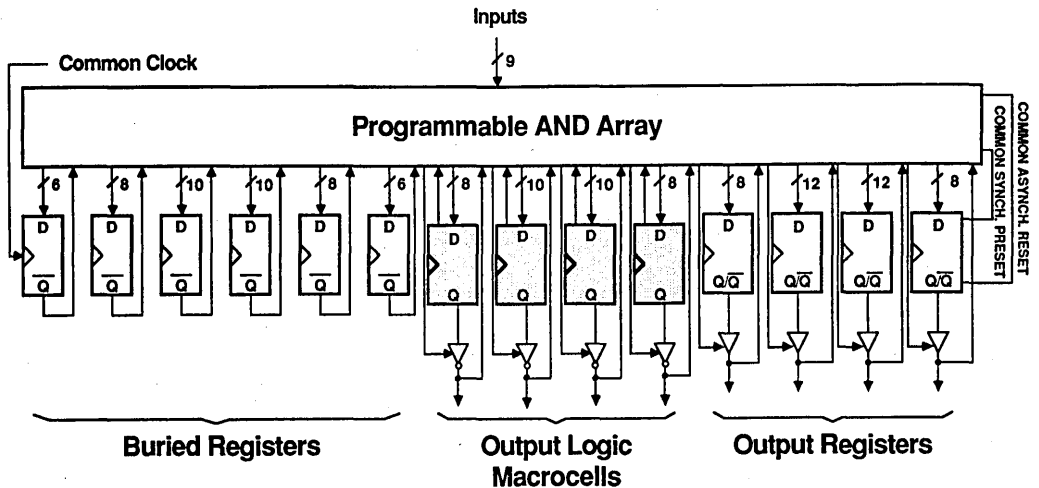 Inputs
9
Common Clock
Programmable AND Array
COMMON SYNCH. PRESET
COMMON ASYNCH. RESET
6 8 10 10 8 6 8 10 10 8 8 12 12 8
D D D D D D D D D D D D D D
Q̅ Q̅ Q̅ Q̅ Q̅ Q̅ Q Q Q Q Q/Q̅ Q/Q̅ Q/Q̅ Q/Q̅
Buried Registers
Output Logic
Macrocells
Output Registers